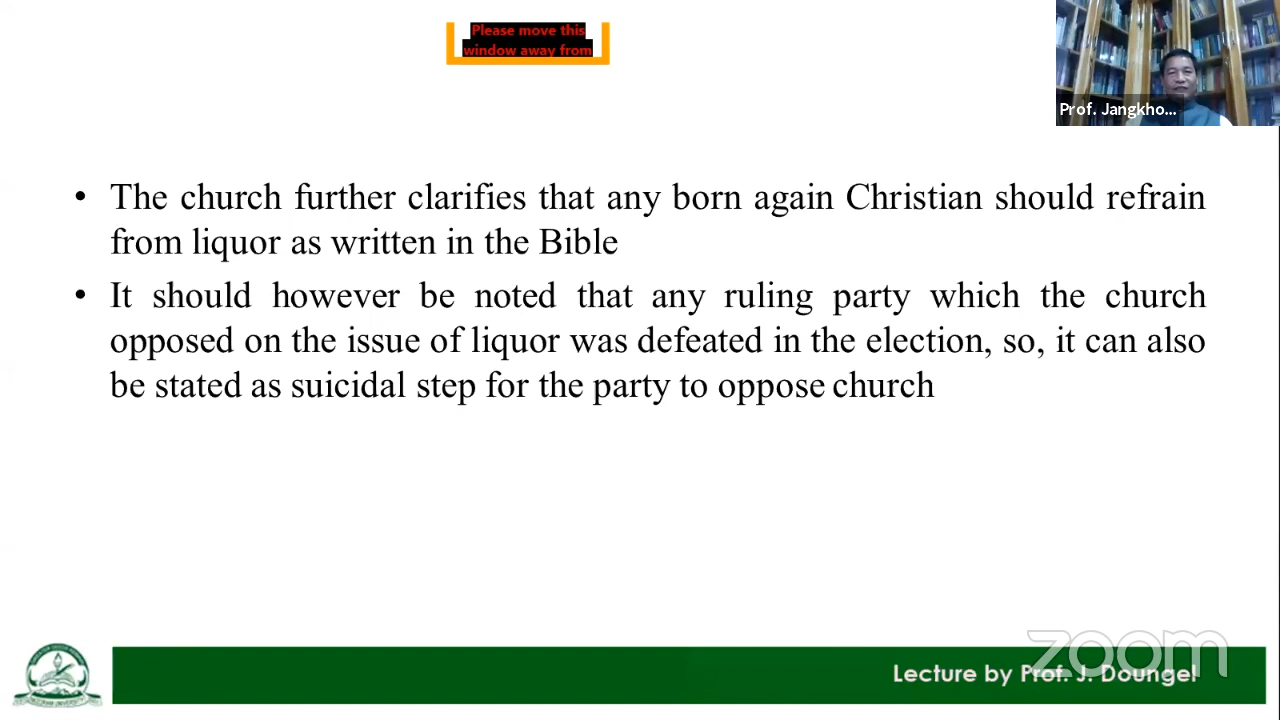 Please move this
window away from
Prof. Jangkho...
• The church further clarifies that any born again Christian should refrain
from liquor as written in the Bible
• It should however be noted that any ruling party which the church
opposed on the issue of liquor was defeated in the election, so, it can also
be stated as suicidal step for the party to oppose church
zoom
Lecture by Prof. J. Doungel